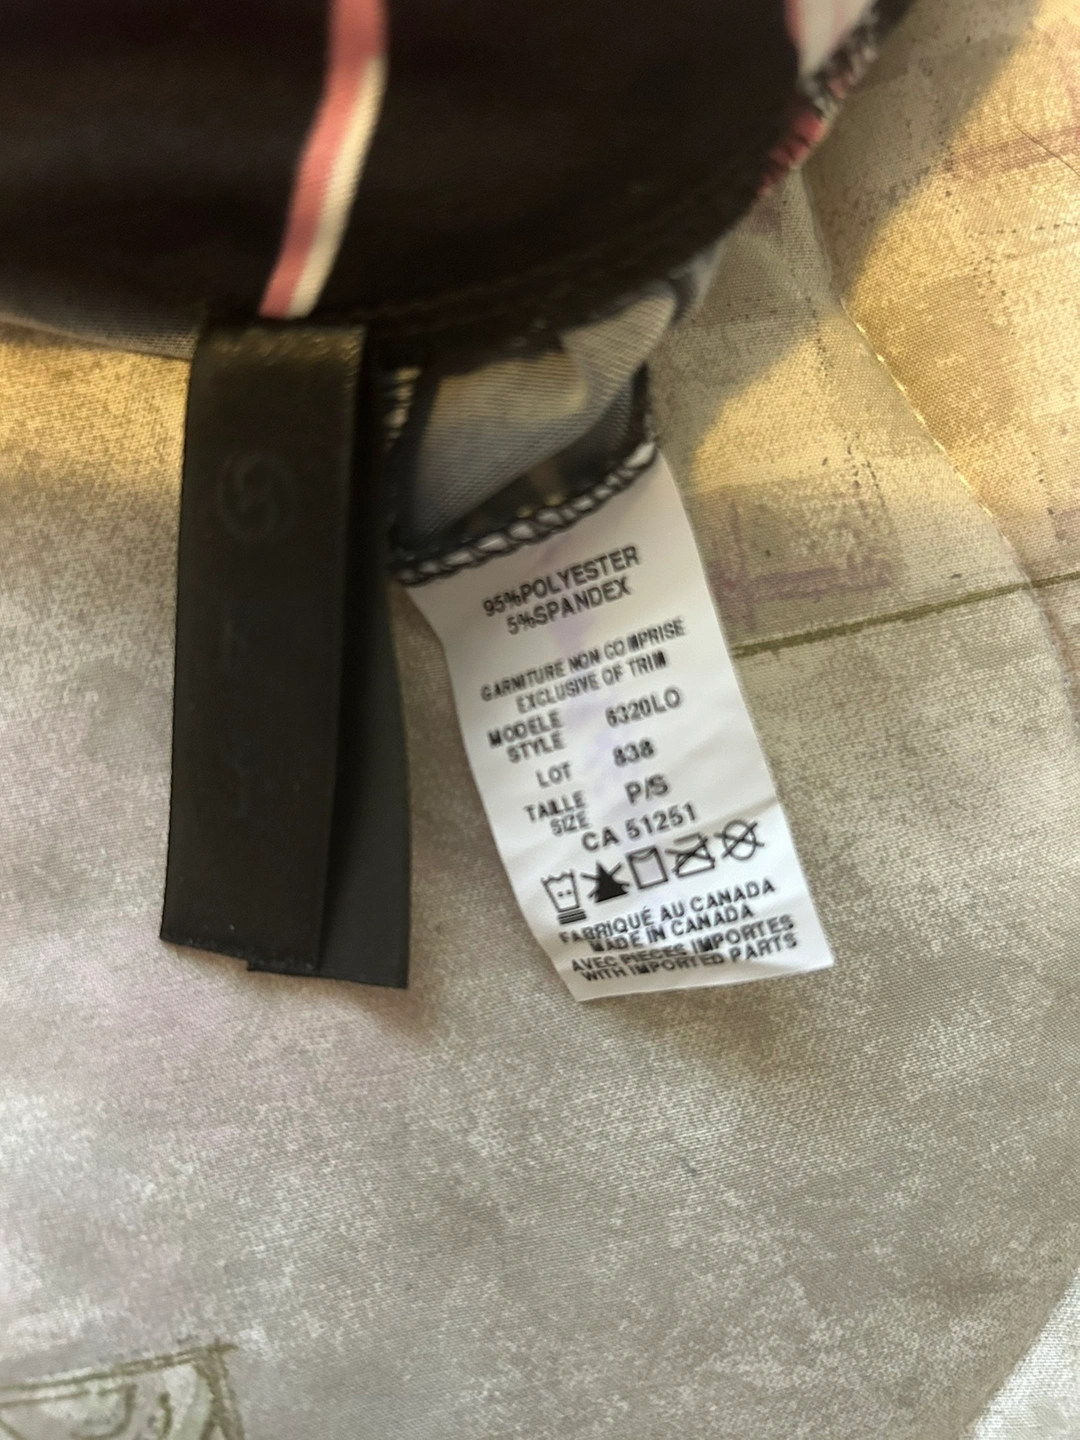 95%POLYESTER
5%SPANDEX
GARNITURE NON COMPRISE
EXCLUSIVE OF TRIM
MODELE
STYLE 6320LO
LOT 838
TAILLE
SIZE P/S
CA 51251
FABRIQUÉ AU CANADA
MADE IN CANADA
AVEC PIECES IMPORTES
WITH IMPORTED PARTS